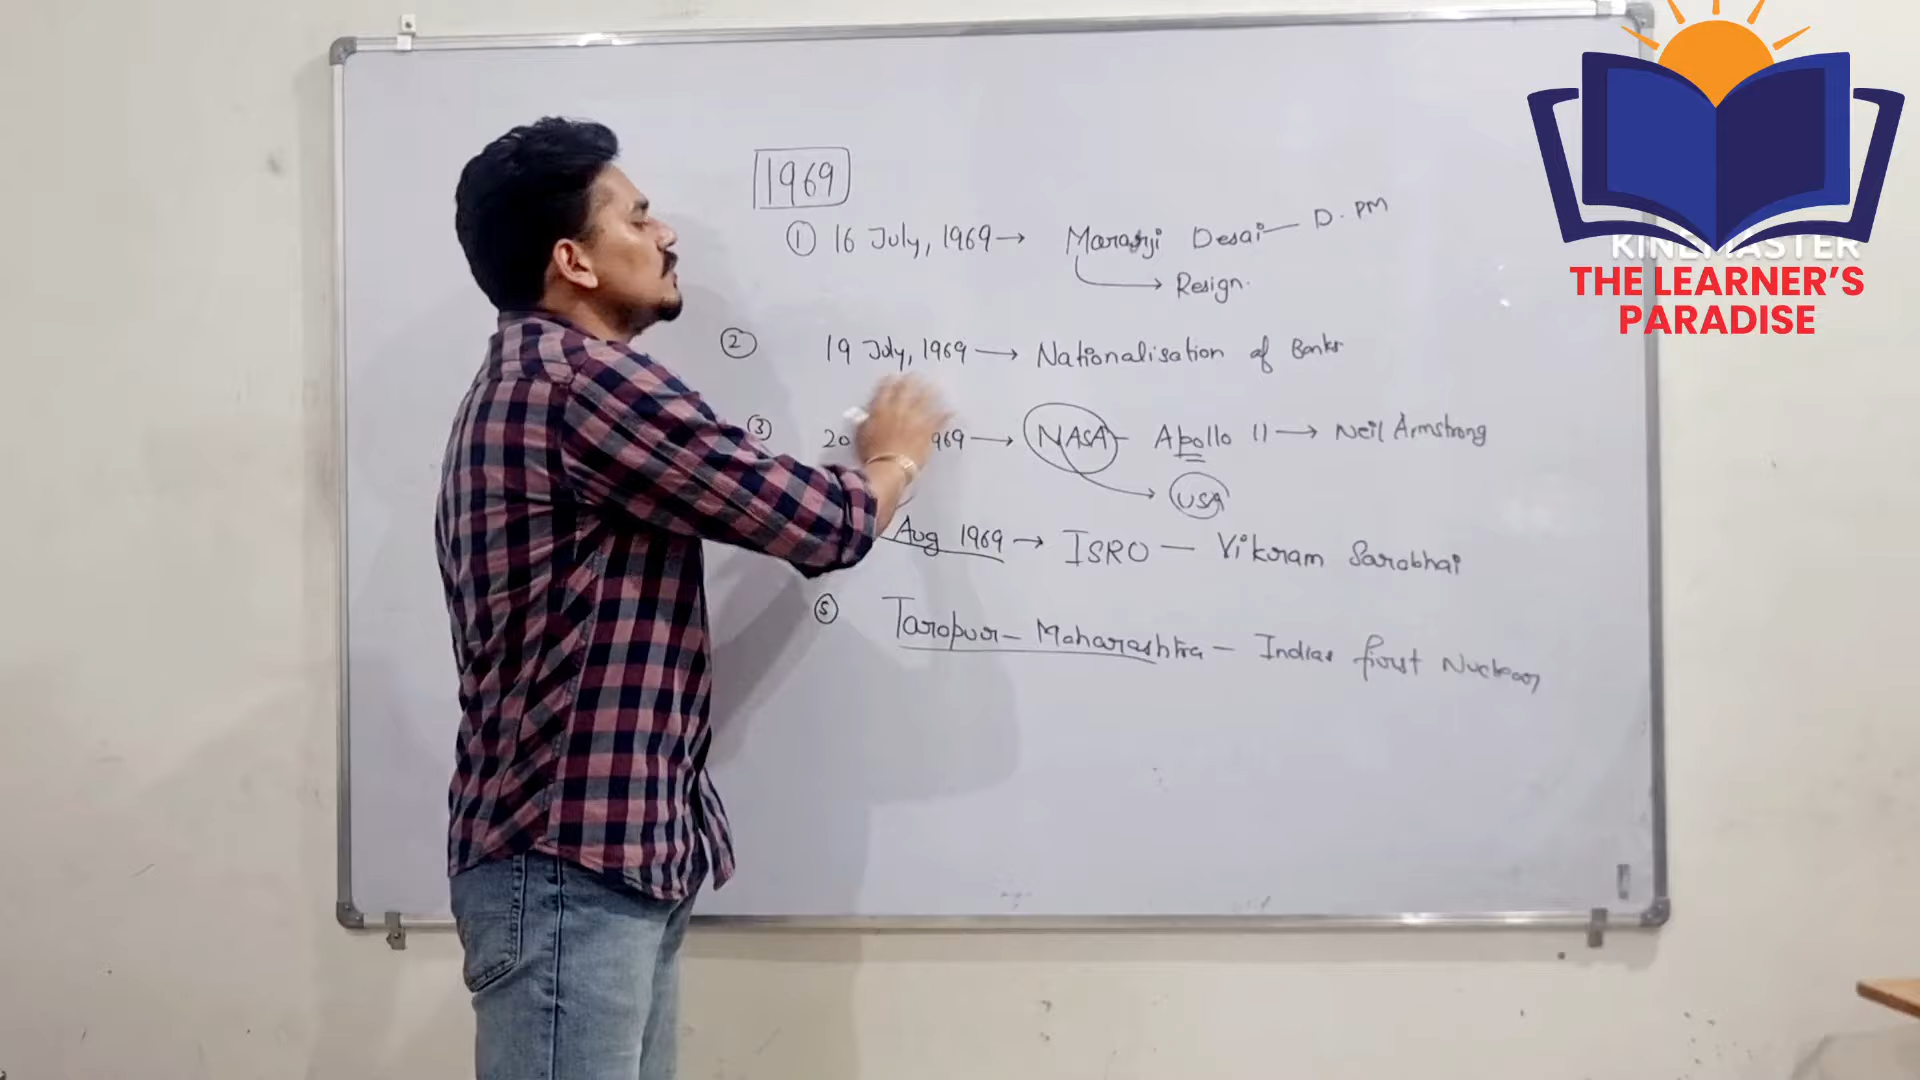 1969
① 16 July, 1969 → Morarji Desai — D. PM
→ Resign.
② 19 July, 1969 → Nationalisation of Banks
③ 20 969 → NASA - Apollo 11 → Neil Armstrong
→ USA
Aug 1969 → ISRO — Vikram Sarabhai
⑤ Tarapur - Maharashtra - Indias first Nuclear
KINEMASTER
THE LEARNER'S
PARADISE